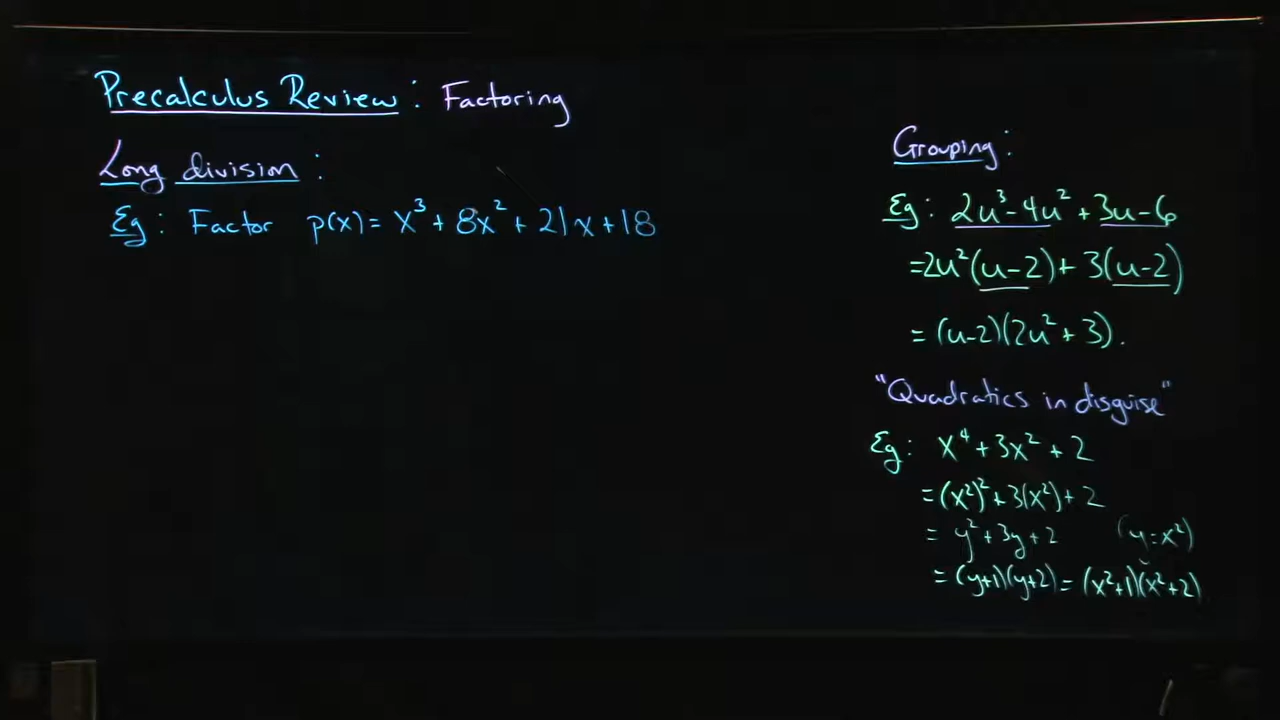 Precalculus Review: Factoring
Long division:
Eg: Factor p(x) = x³ + 8x² + 21x + 18
Grouping:
Eg: 2u³-4u² + 3u-6
=2u²(u-2) + 3(u-2)
= (u-2)(2u² + 3).
"Quadratics in disguise"
Eg: x⁴ + 3x² + 2
= (x²)² + 3(x²) + 2
= y² + 3y + 2 (y=x²)
= (y+1)(y+2) = (x²+1)(x²+2)